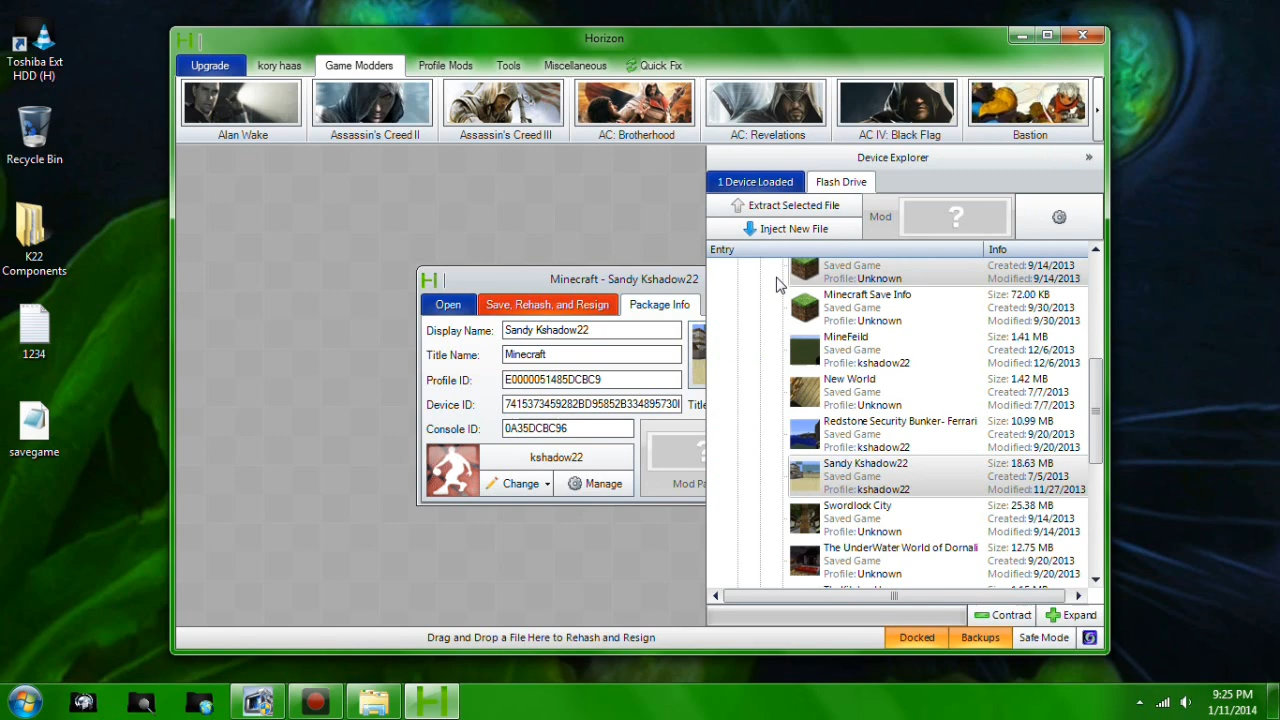 Toshiba Ext
HDD (H)
Recycle Bin
K22
Components
1234
savegame
Horizon
Upgrade
kory haas
Game Modders
Profile Mods
Tools
Miscellaneous
Quick Fix
Alan Wake
Assassin's Creed II
Assassin's Creed III
AC: Brotherhood
AC: Revelations
AC IV: Black Flag
Bastion
Device Explorer
1 Device Loaded
Flash Drive
Extract Selected File
Inject New File
Mod
?
Entry
Info
Saved Game
Created: 9/14/2013
Profile: Unknown
Modified: 9/14/2013
Minecraft Save Info
Size: 72.00 KB
Saved Game
Created: 9/30/2013
Profile: Unknown
Modified: 9/30/2013
MineFeild
Size: 1.41 MB
Saved Game
Created: 12/6/2013
Profile: kshadow22
Modified: 12/6/2013
New World
Size: 1.42 MB
Saved Game
Created: 7/7/2013
Profile: Unknown
Modified: 7/7/2013
Redstone Security Bunker- Ferrari
Size: 10.99 MB
Saved Game
Created: 9/20/2013
Profile: kshadow22
Modified: 9/20/2013
Sandy Kshadow22
Size: 18.63 MB
Saved Game
Created: 7/5/2013
Profile: kshadow22
Modified: 11/27/2013
Swordlock City
Size: 25.38 MB
Saved Game
Created: 9/14/2013
Profile: Unknown
Modified: 9/14/2013
The UnderWater World of Dornali
Size: 12.75 MB
Saved Game
Created: 9/20/2013
Profile: Unknown
Modified: 9/20/2013
Contract
Expand
Minecraft - Sandy Kshadow22
Open
Save, Rehash, and Resign
Package Info
Display Name:
Sandy Kshadow22
Title Name:
Minecraft
Profile ID:
E0000051485DCBC9
Device ID:
7415373459282BD95852B334895730
Title
Console ID:
0A35DCBC96
kshadow22
Change
Manage
Mod Pa
Drag and Drop a File Here to Rehash and Resign
Docked
Backups
Safe Mode
9:25 PM
1/11/2014